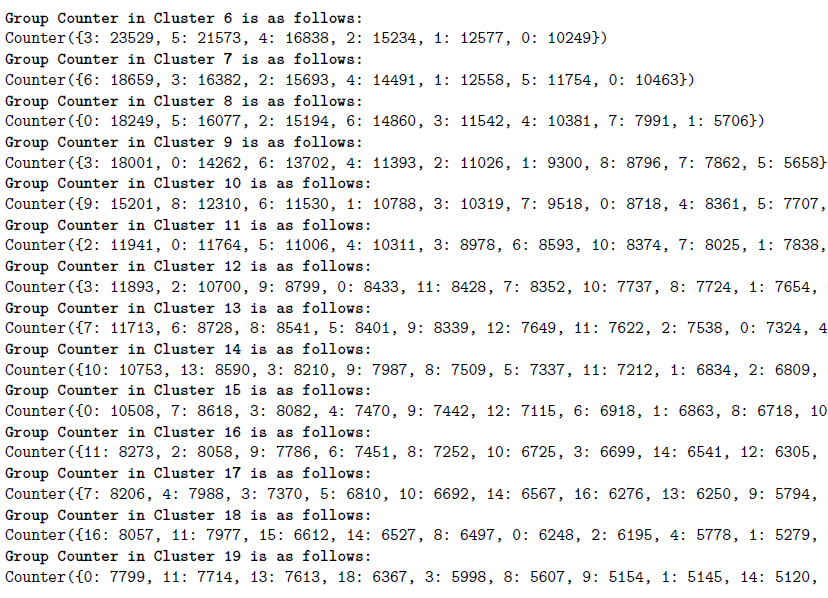 Group Counter in Cluster 6 is as follows:
Counter({3: 23529, 5: 21573, 4: 16838, 2: 15234, 1: 12577, 0: 10249})
Group Counter in Cluster 7 is as follows:
Counter({6: 18659, 3: 16382, 2: 15693, 4: 14491, 1: 12558, 5: 11754, 0: 10463})
Group Counter in Cluster 8 is as follows:
Counter({0: 18249, 5: 16077, 2: 15194, 6: 14860, 3: 11542, 4: 10381, 7: 7991, 1: 5706})
Group Counter in Cluster 9 is as follows:
Counter({3: 18001, 0: 14262, 6: 13702, 4: 11393, 2: 11026, 1: 9300, 8: 8796, 7: 7862, 5: 5658}
Group Counter in Cluster 10 is as follows:
Counter({9: 15201, 8: 12310, 6: 11530, 1: 10788, 3: 10319, 7: 9518, 0: 8718, 4: 8361, 5: 7707,
Group Counter in Cluster 11 is as follows:
Counter({2: 11941, 0: 11764, 5: 11006, 4: 10311, 3: 8978, 6: 8593, 10: 8374, 7: 8025, 1: 7838,
Group Counter in Cluster 12 is as follows:
Counter({3: 11893, 2: 10700, 9: 8799, 0: 8433, 11: 8428, 7: 8352, 10: 7737, 8: 7724, 1: 7654,
Group Counter in Cluster 13 is as follows:
Counter({7: 11713, 6: 8728, 8: 8541, 5: 8401, 9: 8339, 12: 7649, 11: 7622, 2: 7538, 0: 7324, 4
Group Counter in Cluster 14 is as follows:
Counter({10: 10753, 13: 8590, 3: 8210, 9: 7987, 8: 7509, 5: 7337, 11: 7212, 1: 6834, 2: 6809,
Group Counter in Cluster 15 is as follows:
Counter({0: 10508, 7: 8618, 3: 8082, 4: 7470, 9: 7442, 12: 7115, 6: 6918, 1: 6863, 8: 6718, 10
Group Counter in Cluster 16 is as follows:
Counter({11: 8273, 2: 8058, 9: 7786, 6: 7451, 8: 7252, 10: 6725, 3: 6699, 14: 6541, 12: 6305,
Group Counter in Cluster 17 is as follows:
Counter({7: 8206, 4: 7988, 3: 7370, 5: 6810, 10: 6692, 14: 6567, 16: 6276, 13: 6250, 9: 5794,
Group Counter in Cluster 18 is as follows:
Counter({16: 8057, 11: 7977, 15: 6612, 14: 6527, 8: 6497, 0: 6248, 2: 6195, 4: 5778, 1: 5279,
Group Counter in Cluster 19 is as follows:
Counter({0: 7799, 11: 7714, 13: 7613, 18: 6367, 3: 5998, 8: 5607, 9: 5154, 1: 5145, 14: 5120,